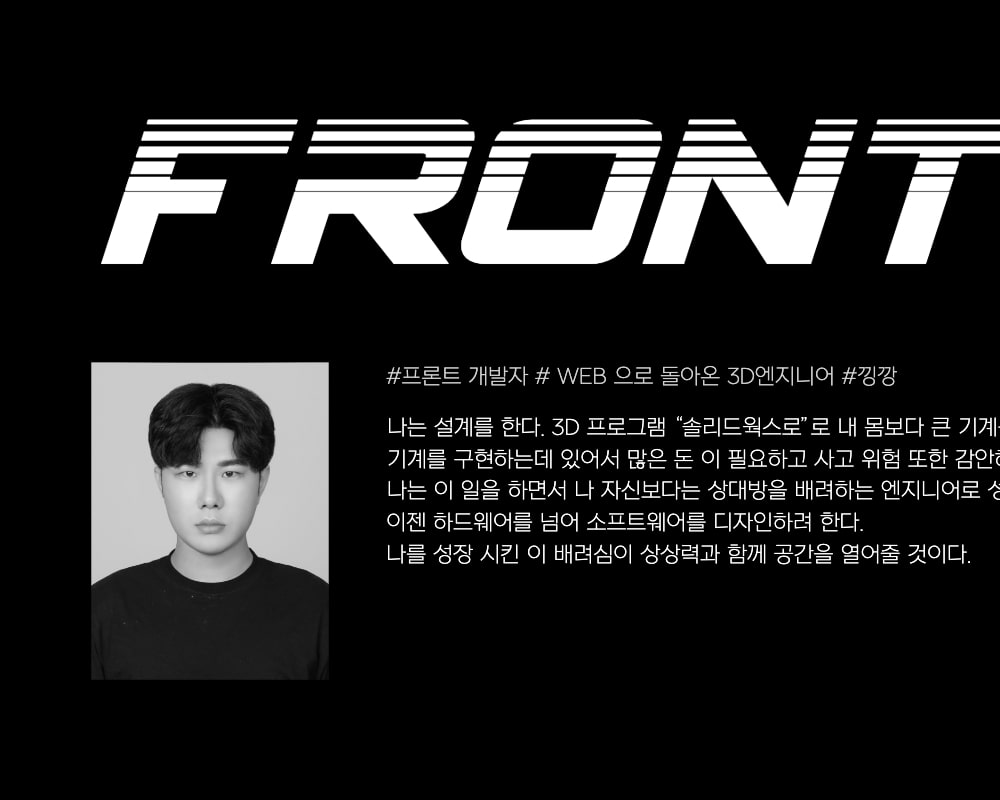 FRONT
#프론트 개발자 # WEB 으로 돌아온 3D엔지니어 #낑깡
나는 설계를 한다. 3D 프로그램 “솔리드웍스로”로 내 몸보다 큰 기계
기계를 구현하는데 있어서 많은 돈 이 필요하고 사고 위험 또한
나는 이 일을 하면서 나 자신보다는 상대방을 배려하는 엔지니어로
이젠 하드웨어를 넘어 소프트웨어를 디자인하려 한다.
나를 성장 시킨 이 배려심이 상상력과 함께 공간을 열어줄 것이다.